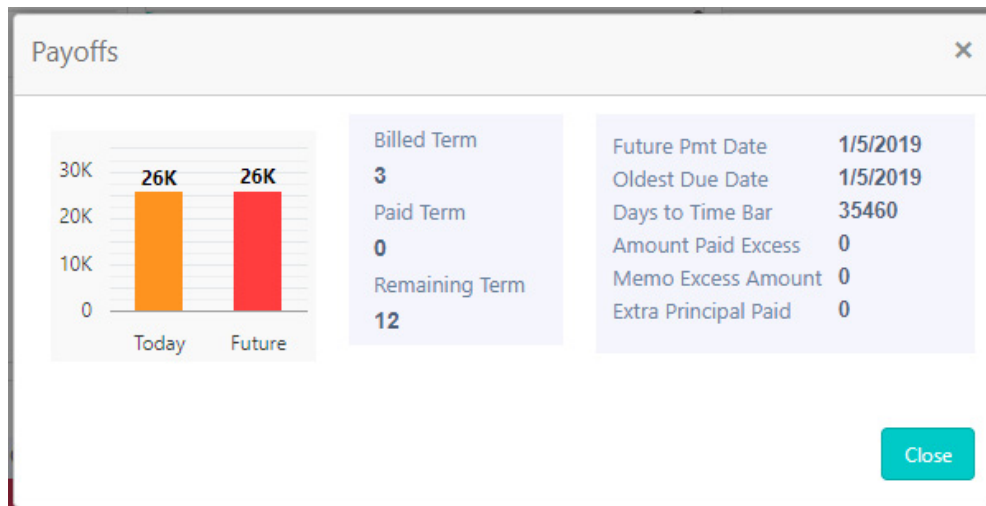 Payoffs ×
30K
20K
10K
0
26K 26K
Today Future
Billed Term
3
Paid Term
0
Remaining Term
12
Future Pmt Date 1/5/2019
Oldest Due Date 1/5/2019
Days to Time Bar 35460
Amount Paid Excess 0
Memo Excess Amount 0
Extra Principal Paid 0
Close